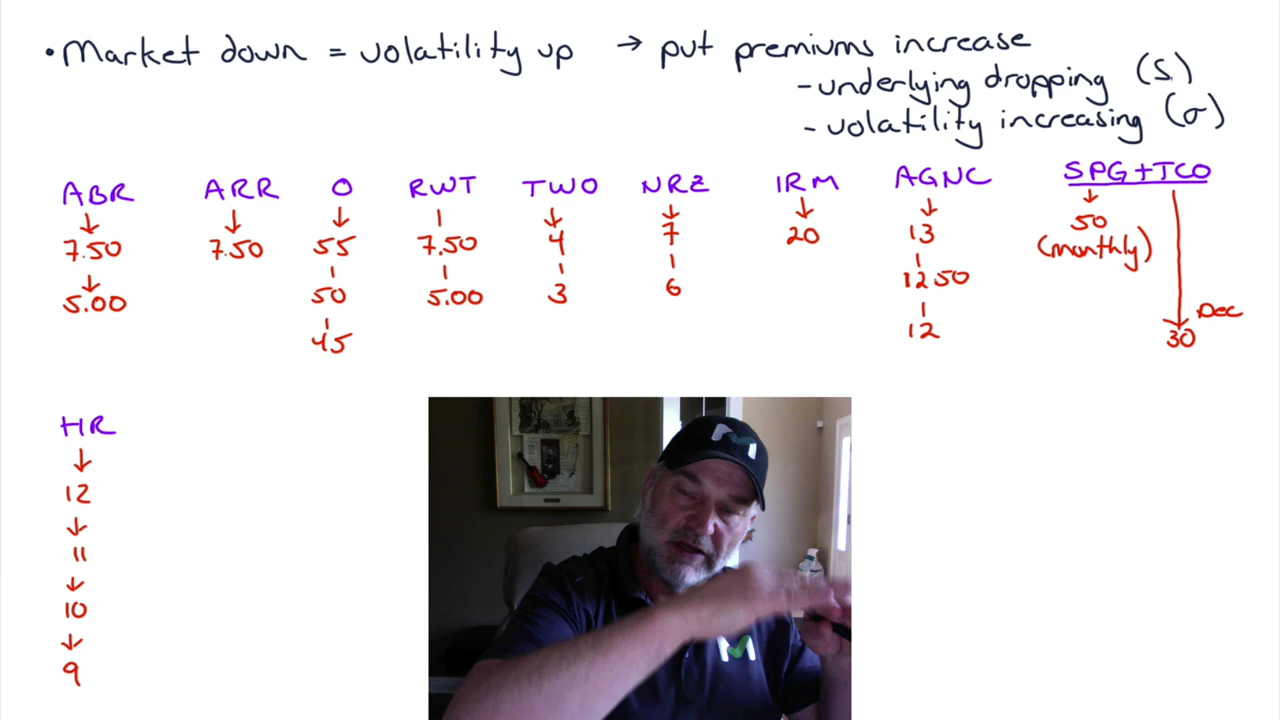 • Market down = volatility up → put premiums increase
- underlying dropping (S)
- volatility increasing (σ)
ABR ARR O RWT TWO NRZ IRM AGNC SPG+TCO
↓ ↓ ↓ | ↓ ↓ ↓ ↓ ↓
7.50 7.50 55 7.50 4 7 20 13 50
(monthly)
↓ | | | | |
5.00 50 5.00 3 6 12 50
| |
45 12
Dec
↓
30
HR
↓
12
↓
11
↓
10
↓
9